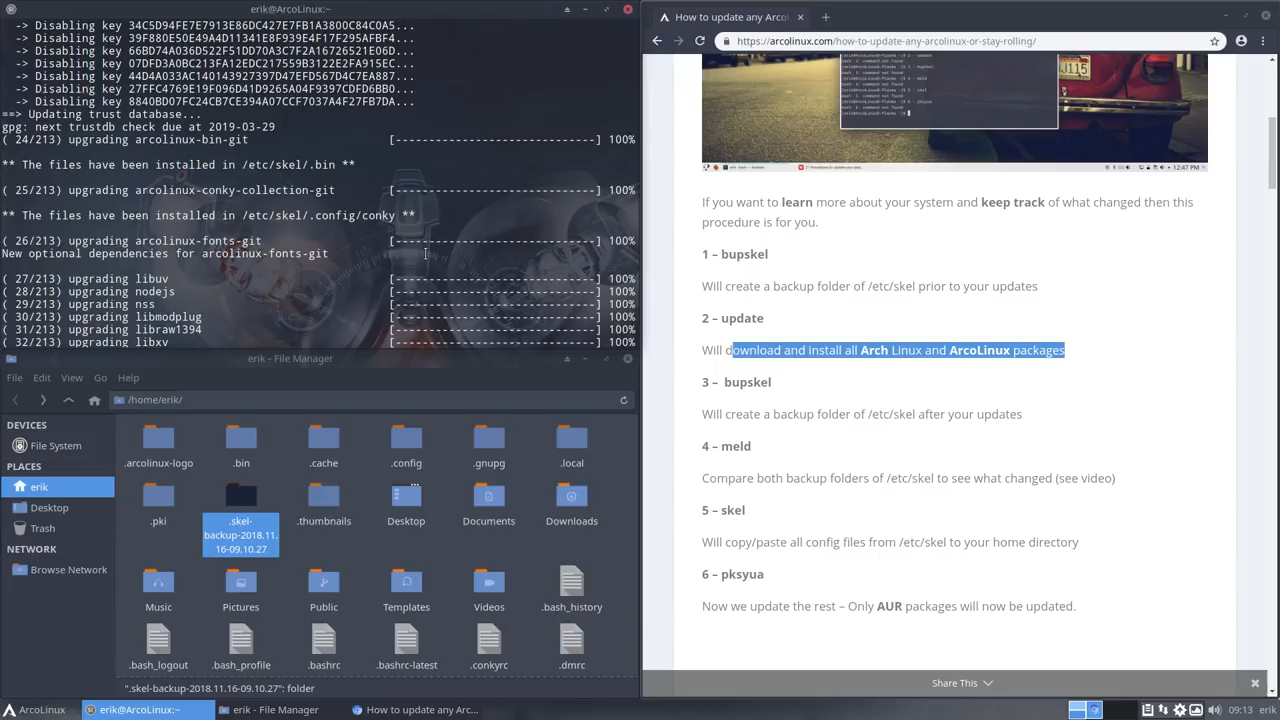 erik@ArcoLinux:~
-> Disabling key 34C5D94FE7E7913E86DC427E7FB1A3800C84C0A5...
-> Disabling key 39F880E50E49A4D11341E8F939E4F17F295AFBF4...
-> Disabling key 44D4A033AC140143927397D47EFD567D4C7EA887...
==> Updating trust database...
gpg: next trustdb check due at 2019-03-29
( 24/213) upgrading arcolinux-bin-git [----------------------] 100%
** The files have been installed in /etc/skel/.bin **
( 25/213) upgrading arcolinux-conky-collection-git [----------------------] 100%
** The files have been installed in /etc/skel/.config/conky **
( 26/213) upgrading arcolinux-fonts-git [----------------------] 100%
New optional dependencies for arcolinux-fonts-git
( 27/213) upgrading libuv [----------------------] 100%
( 28/213) upgrading nodejs [----------------------] 100%
( 29/213) upgrading nss [----------------------] 100%
( 30/213) upgrading libmodplug [----------------------] 100%
( 31/213) upgrading libraw1394 [----------------------] 100%
( 32/213) upgrading libxv [----------------------] 100%
erik - File Manager
File Edit View Go Help
/home/erik/
DEVICES
File System
PLACES
erik
Desktop
Trash
NETWORK
Browse Network
.arcolinux-logo
.bin
.cache
.config
.gnupg
.local
.pki
.skel-
backup-2018.11.
16-09.10.27
.thumbnails
Desktop
Documents
Downloads
Music
Pictures
Public
Templates
Videos
.bash_history
.bash_logout
.bash_profile
.bashrc
.bashrc-latest
.conkyrc
.dmrc
".skel-backup-2018.11.16-09.10.27": folder
How to update any Arco
https://arcolinux.com/how-to-update-any-arcolinux-or-stay-rolling/
12:47 PM
If you want to learn more about your system and keep track of what changed then this
procedure is for you.
1 – bupskel
Will create a backup folder of /etc/skel prior to your updates
2 – update
Will download and install all Arch Linux and ArcoLinux packages
3 – bupskel
Will create a backup folder of /etc/skel after your updates
4 – meld
Compare both backup folders of /etc/skel to see what changed (see video)
5 – skel
Will copy/paste all config files from /etc/skel to your home directory
6 – pksyua
Now we update the rest – Only AUR packages will now be updated.
Share This
ArcoLinux
erik@ArcoLinux:~
erik - File Manager
How to update any Arc...
09:13 erik